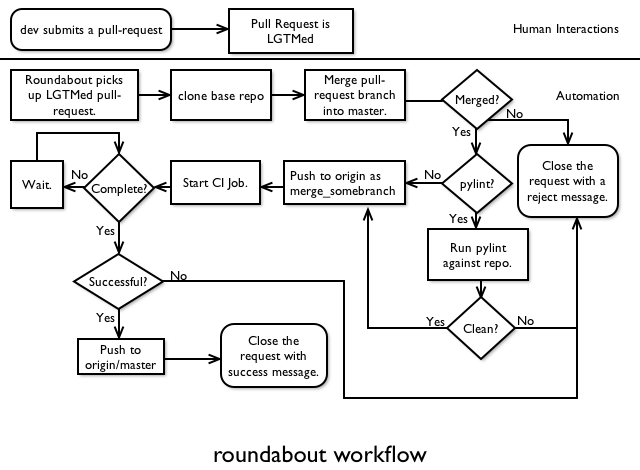 dev submits a pull-request
Pull Request is
LGTMed
Human Interactions
Roundabout picks
up LGTMed pull-
request.
clone base repo
Merge pull-
request branch
into master.
Merged?
No
Automation
Yes
Close the
request with a
reject message.
pylint?
No
Push to origin as
merge_somebranch
Start CI Job.
Complete?
No
Wait.
Yes
Yes
Run pylint
against repo.
Successful?
No
Clean?
Yes
No
Yes
Push to
origin/master
Close the
request with
success message.
roundabout workflow